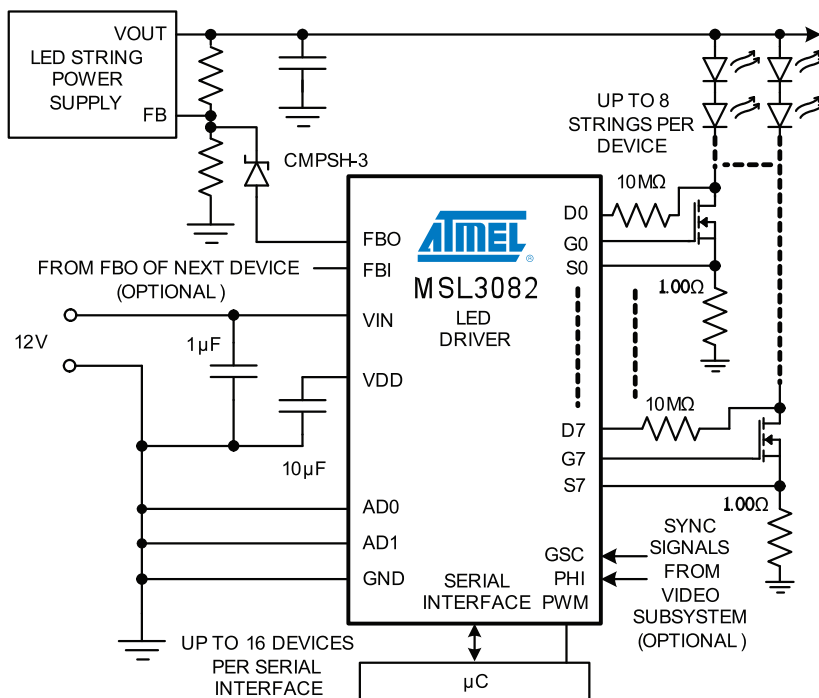 VOUT
LED STRING
POWER
SUPPLY
FB
UP TO 8
STRINGS PER
DEVICE
CMPSH-3
10MΩ
D0
FBO
ATMEL
®
G0
FROM FBO OF NEXT DEVICE
(OPTIONAL)
FBI
S0
MSL3082
LED
DRIVER
1.00Ω
VIN
12V
1µF
VDD
10MΩ
D7
10µF
G7
S7
1.00Ω
AD0
AD1
GND
GSC
PHI
PWM
SERIAL
INTERFACE
SYNC
SIGNALS
FROM
VIDEO
SUBSYSTEM
(OPTIONAL)
UP TO 16 DEVICES
PER SERIAL
INTERFACE
µC